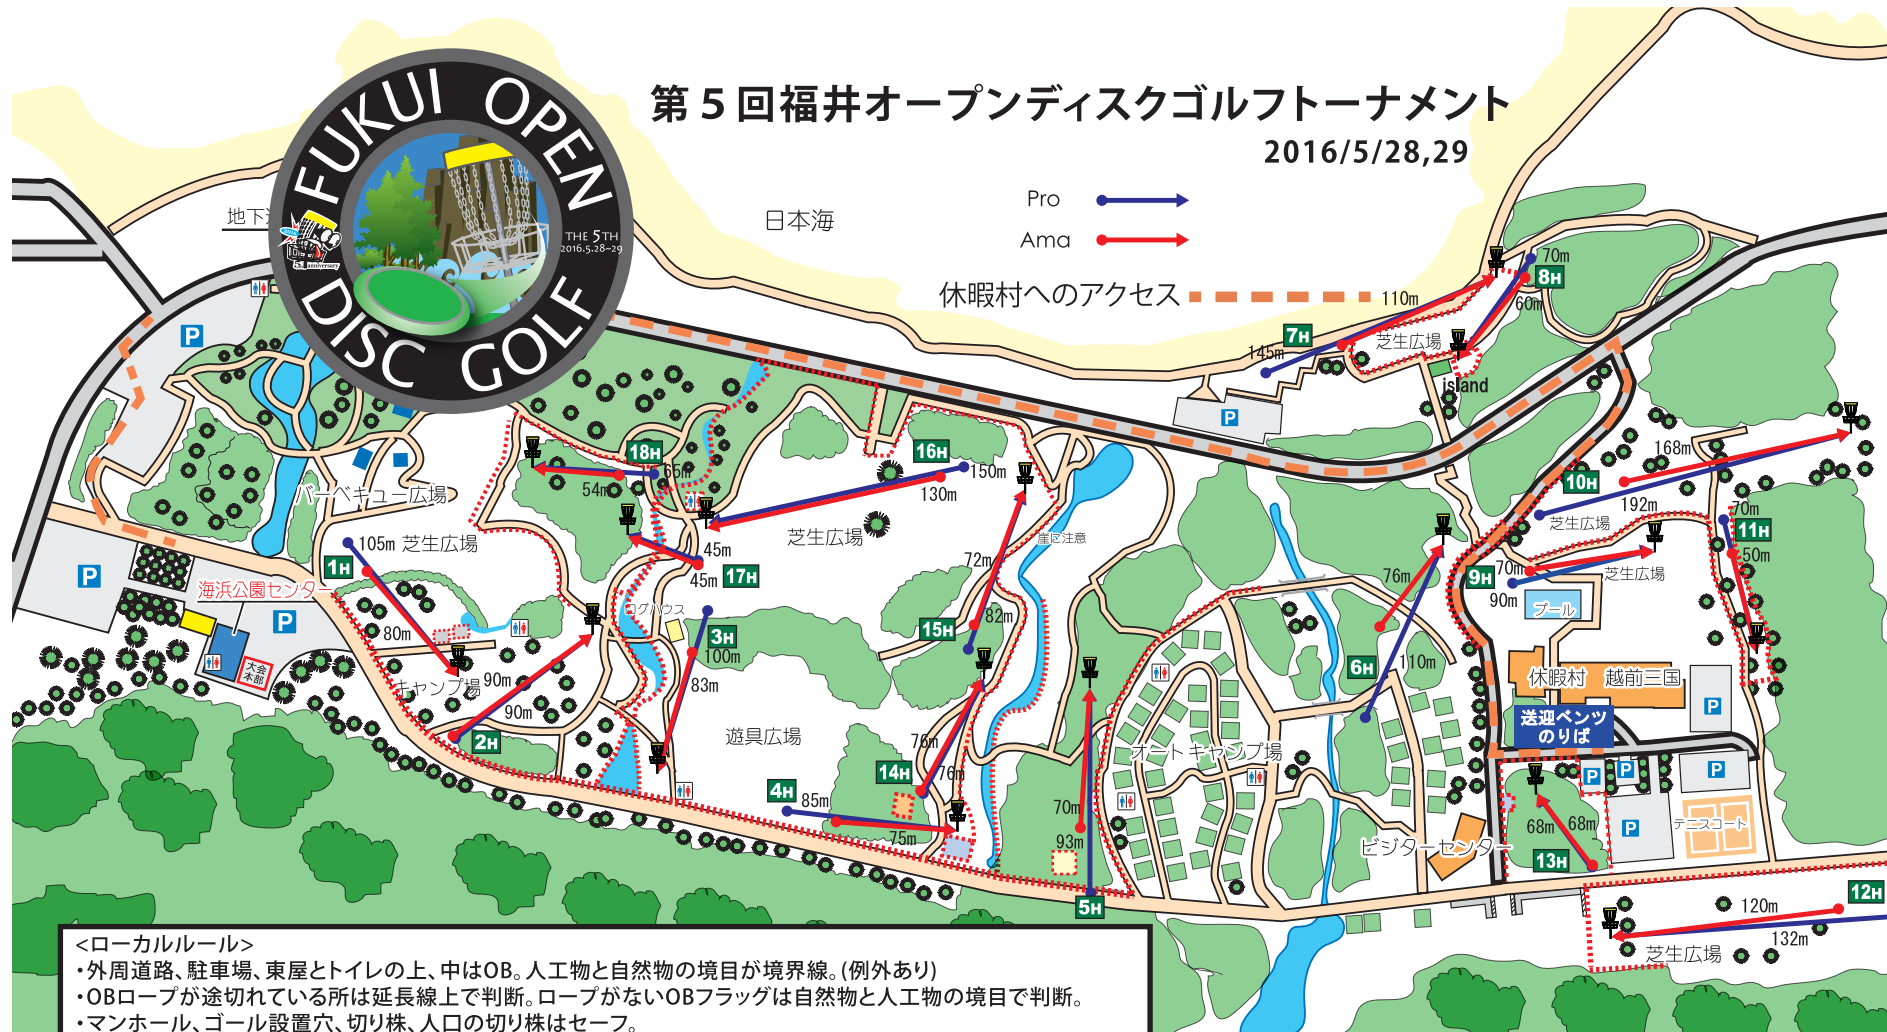 第5回福井オープンディスクゴルフトーナメント
2016/5/28,29
FUKUI OPEN
DISC GOLF
THE 5TH
2016.5.28-29
anniversary
地下
日本海
Pro
Ama
休暇村へのアクセス
110m
70m
8H
60m
7H
145m
芝生広場
island
P
P
18H
65m
54m
16H
150m
130m
168m
10H
192m
芝生広場
70m
11H
50m
バーベキュー広場
105m
芝生広場
1H
海浜公園センター
P
P
80m
45m
45m
17H
芝生広場
72m
崖に注意
76m
70m
9H
90m
芝生広場
プール
ログハウス
3H
100m
83m
15H
82m
6H
110m
大会
本部
キャンプ場
90m
90m
2H
遊具広場
76m
14H
76m
4H
85m
75m
オートキャンプ場
70m
93m
5H
休暇村 越前三国
P
送迎ベンツ
のりば
P
P
P
P
テニスコート
68m
68m
13H
ビジターセンター
12H
120m
132m
芝生広場
<ローカルルール>
・外周道路、駐車場、東屋とトイレの上、中はOB。人工物と自然物の境目が境界線。(例外あり)
・OBロープが途切れている所は延長線上で判断。ロープがないOBフラッグは自然物と人工物の境目で判断。
・マンホール、ゴール設置穴、切り株、人口の切り株はセーフ。